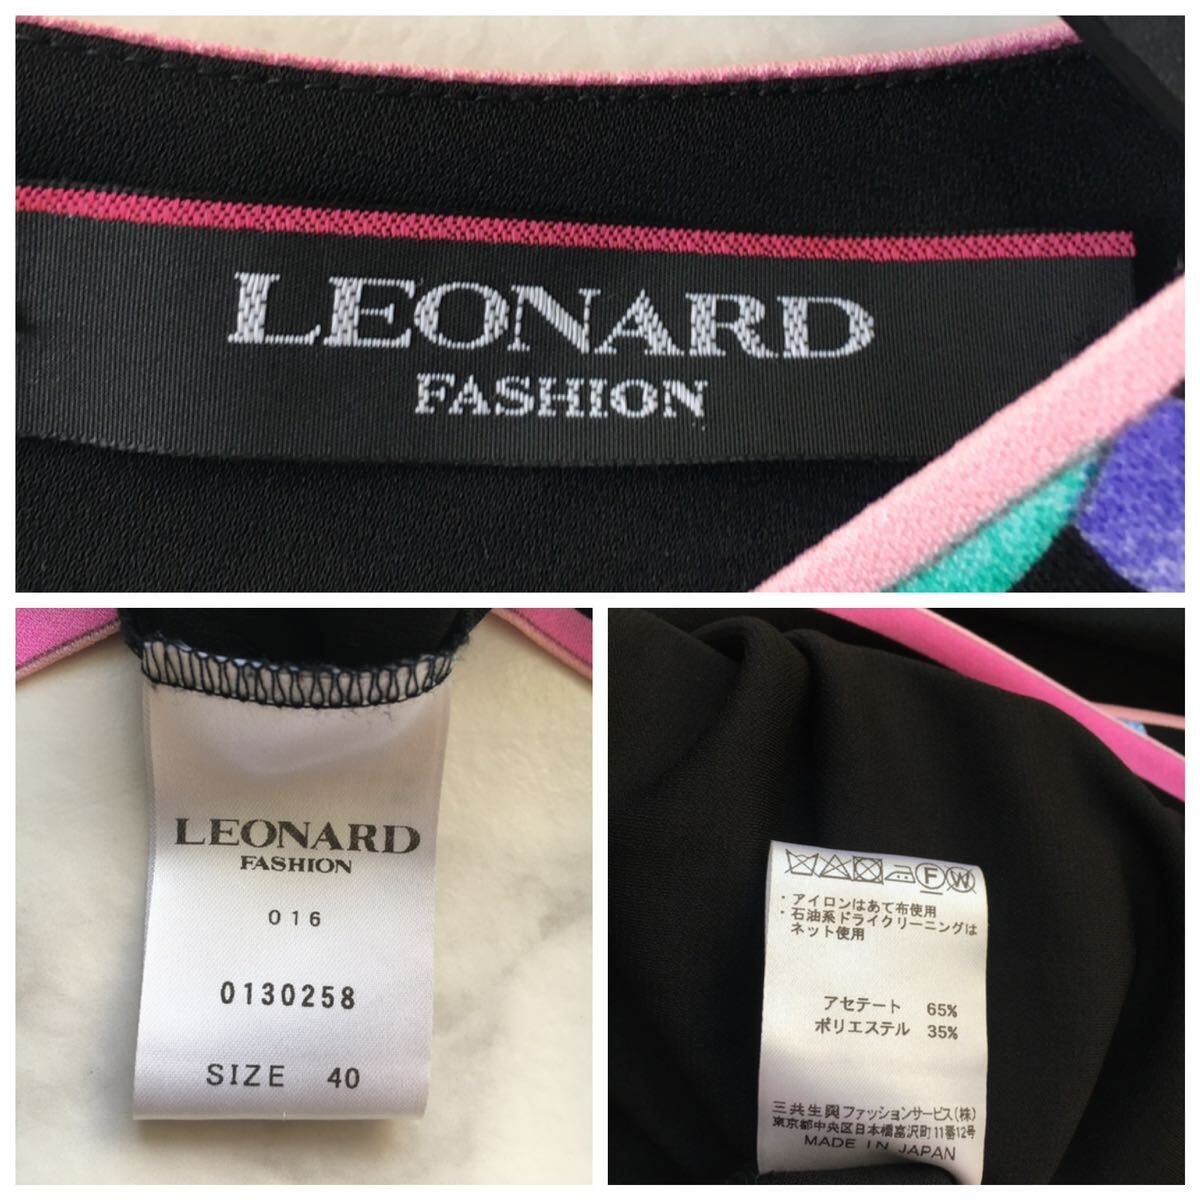 LEONARD
FASHION
LEONARD
FASHION
016
0130258
SIZE 40
F W
・アイロンはあて布使用
・石油系ドライクリーニングは
ネット使用
アセテート 65%
ポリエステル 35%
三共生興ファッションサービス(株)
東京都中央区日本橋富沢町11番12号
MADE IN JAPAN